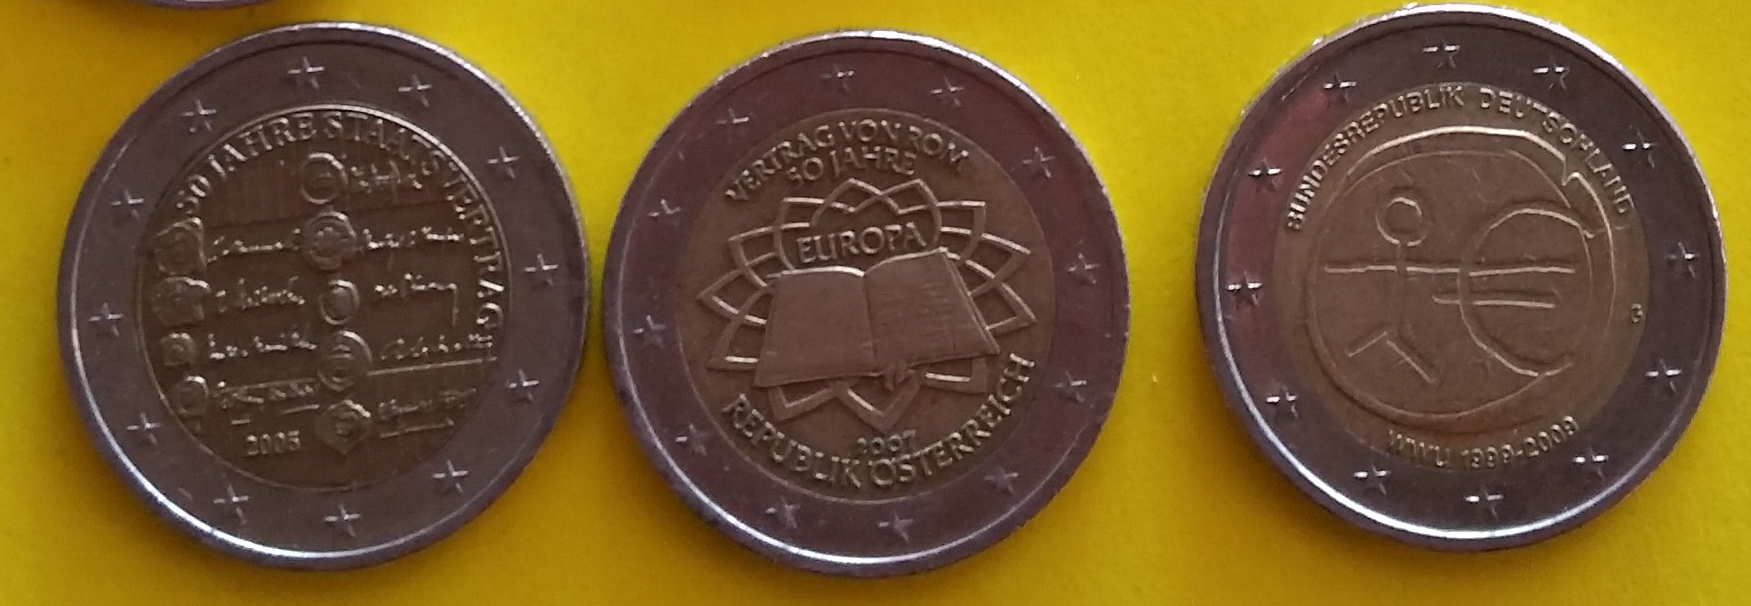 50 JAHRE STAATSVERTRAG
2005
VERTRAG VON ROM
50 JAHRE
EUROPA
2007
REPUBLIK ÖSTERREICH
BUNDESREPUBLIK DEUTSCHLAND
G
WWU 1999-2009